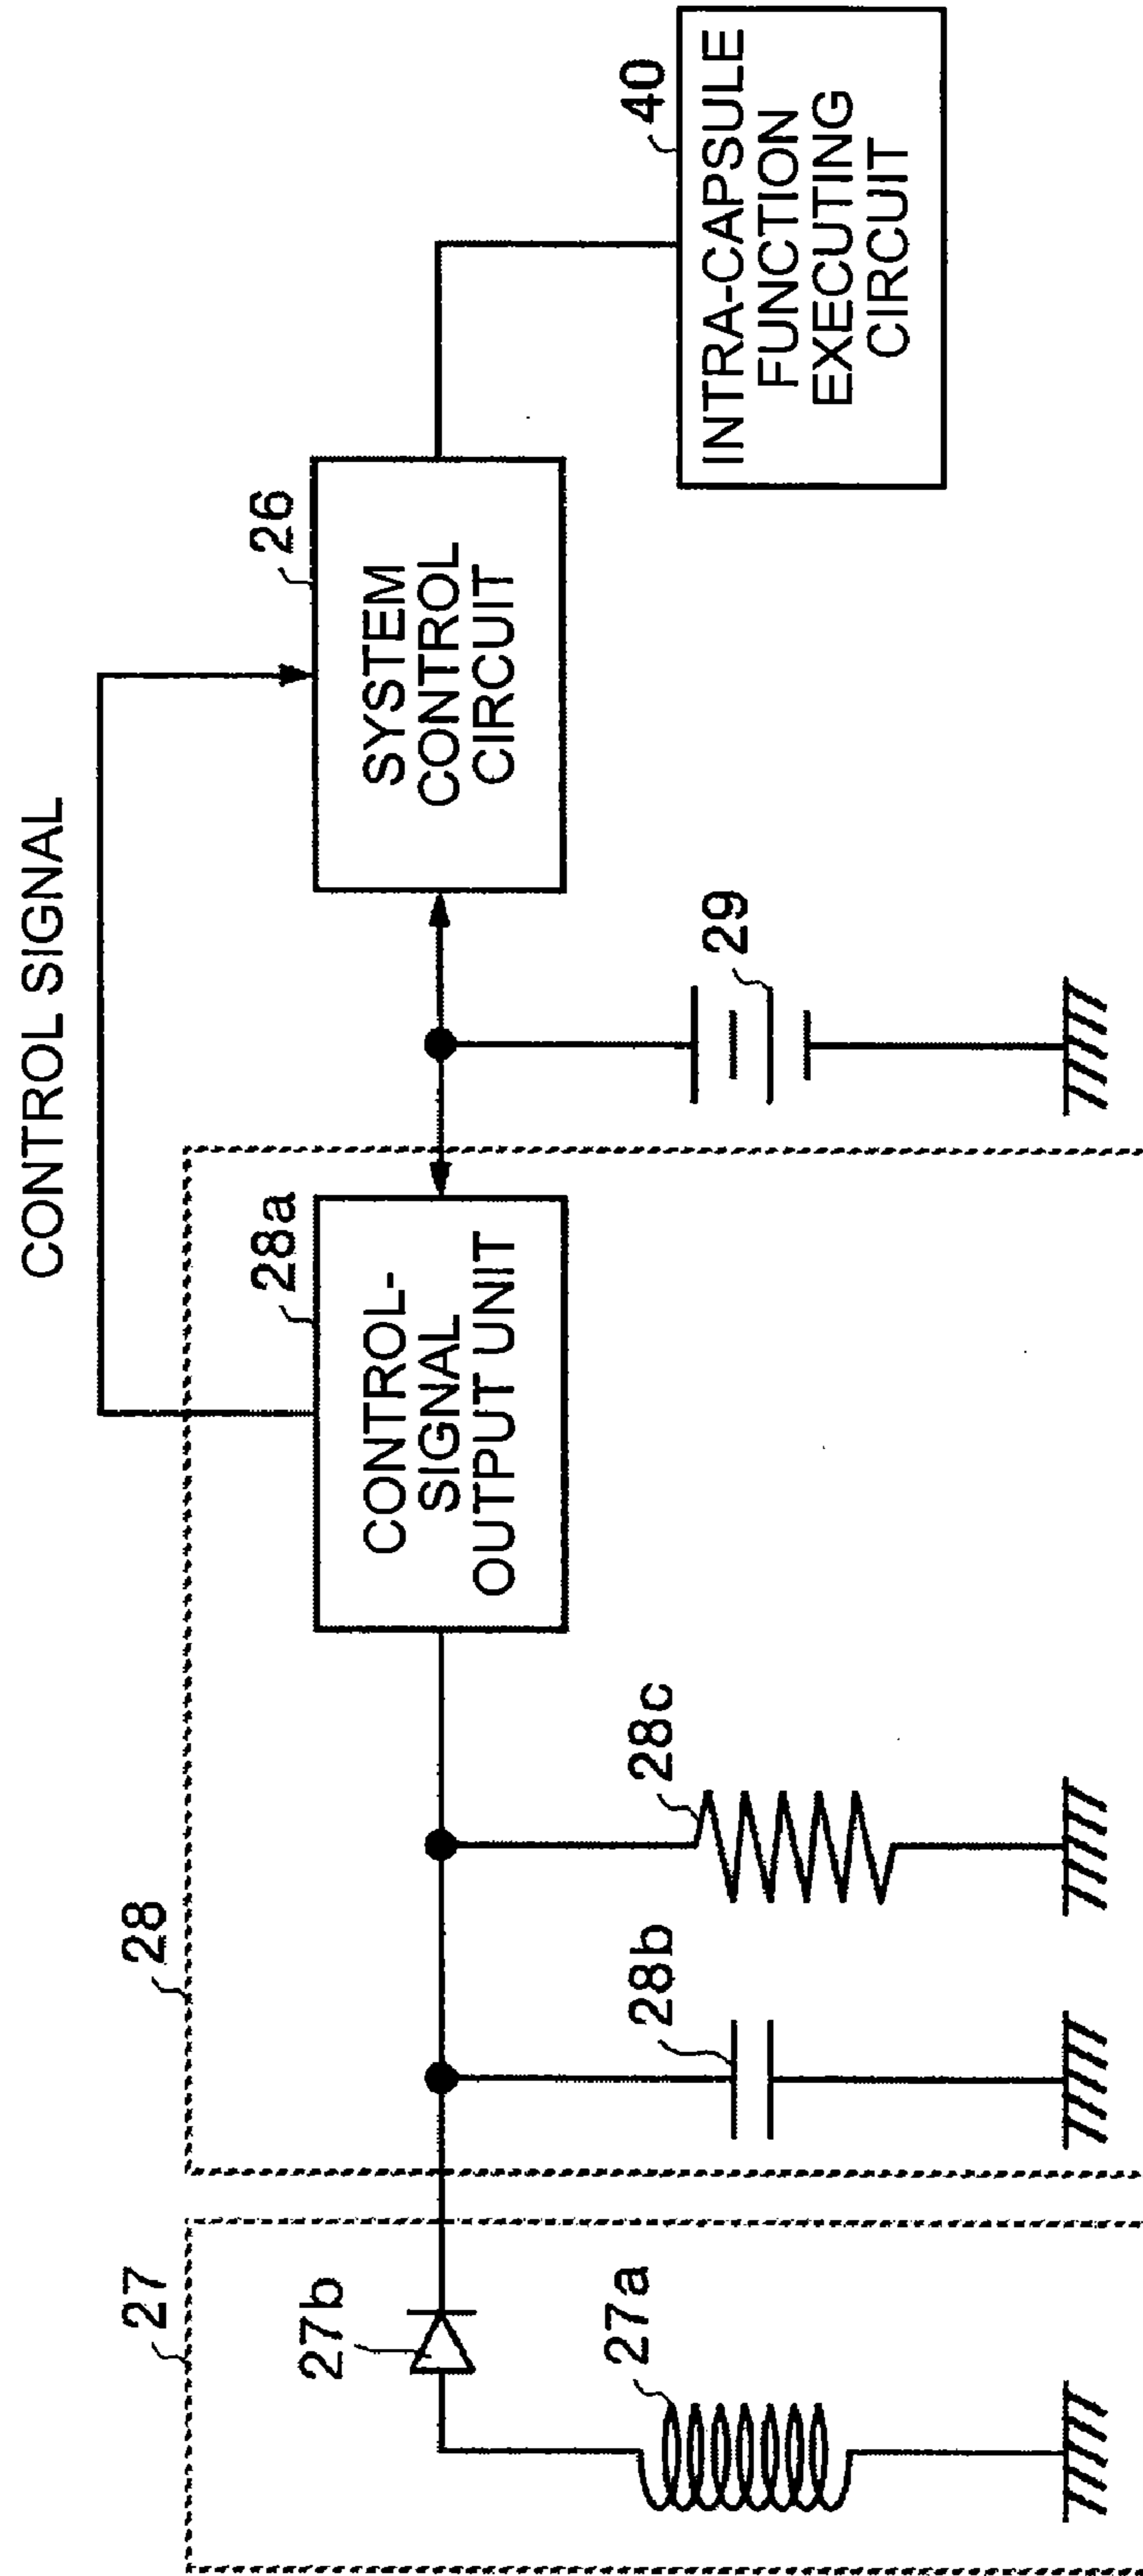 CONTROL SIGNAL
27
27b
27a
28
28b
28c
28a
CONTROL-
SIGNAL
OUTPUT UNIT
29
26
SYSTEM
CONTROL
CIRCUIT
40
INTRA-CAPSULE
FUNCTION
EXECUTING
CIRCUIT